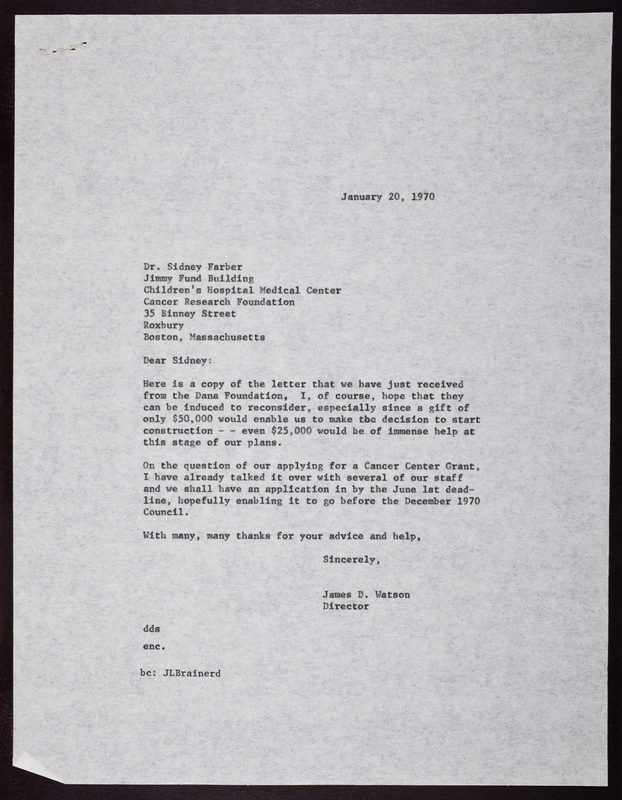 January 20, 1970
Dr. Sidney Farber
Jimmy Fund Building
Children's Hospital Medical Center
Cancer Research Foundation
35 Binney Street
Roxbury
Boston, Massachusetts
Dear Sidney:
Here is a copy of the letter that we have just received
from the Dana Foundation, I, of course, hope that they
can be induced to reconsider, especially since a gift of
only $50,000 would enable us to make the decision to start
construction - - even $25,000 would be of immense help at
this stage of our plans.
On the question of our applying for a Cancer Center Grant,
I have already talked it over with several of our staff
and we shall have an application in by the June 1st dead-
line, hopefully enabling it to go before the December 1970
Council.
With many, many thanks for your advice and help,
Sincerely,
James D. Watson
Director
dds
enc.
bc: JLBrainerd